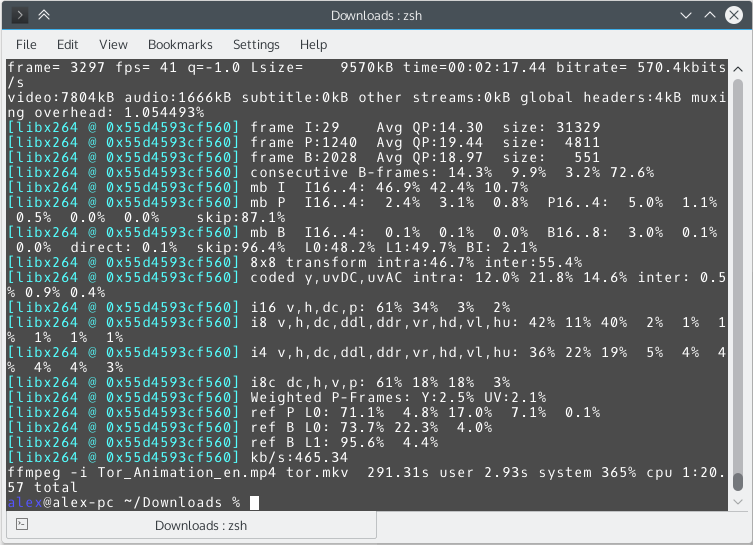 Downloads : zsh
File Edit View Bookmarks Settings Help
frame= 3297 fps= 41 q=-1.0 Lsize=    9570kB time=00:02:17.44 bitrate= 570.4kbits
/s
video:7804kB audio:1666kB subtitle:0kB other streams:0kB global headers:4kB muxi
ng overhead: 1.054493%
[libx264 @ 0x55d4593cf560] frame I:29    Avg QP:14.30  size: 31329
[libx264 @ 0x55d4593cf560] frame P:1240  Avg QP:19.44  size:  4811
[libx264 @ 0x55d4593cf560] frame B:2028  Avg QP:18.97  size:   551
[libx264 @ 0x55d4593cf560] consecutive B-frames: 14.3%  9.9%  3.2% 72.6%
[libx264 @ 0x55d4593cf560] mb I  I16..4: 46.9% 42.4% 10.7%
[libx264 @ 0x55d4593cf560] mb P  I16..4:  2.4%  3.1%  0.8%  P16..4:  5.0%  1.1%
 0.5%  0.0%  0.0%    skip:87.1%
[libx264 @ 0x55d4593cf560] mb B  I16..4:  0.1%  0.1%  0.0%  B16..8:  3.0%  0.1%
 0.0%  direct: 0.1%  skip:96.4%  L0:48.2% L1:49.7% BI: 2.1%
[libx264 @ 0x55d4593cf560] 8x8 transform intra:46.7% inter:55.4%
[libx264 @ 0x55d4593cf560] coded y,uvDC,uvAC intra: 12.0% 21.8% 14.6% inter: 0.5
% 0.9% 0.4%
[libx264 @ 0x55d4593cf560] i16 v,h,dc,p: 61% 34%  3%  2%
[libx264 @ 0x55d4593cf560] i8 v,h,dc,ddl,ddr,vr,hd,vl,hu: 42% 11% 40%  2%  1%  1
%  1%  1%  1%
[libx264 @ 0x55d4593cf560] i4 v,h,dc,ddl,ddr,vr,hd,vl,hu: 36% 22% 19%  5%  4%  4
%  4%  4%  3%
[libx264 @ 0x55d4593cf560] i8c dc,h,v,p: 61% 18% 18%  3%
[libx264 @ 0x55d4593cf560] Weighted P-Frames: Y:2.5% UV:2.1%
[libx264 @ 0x55d4593cf560] ref P L0: 71.1%  4.8% 17.0%  7.1%  0.1%
[libx264 @ 0x55d4593cf560] ref B L0: 73.7% 22.3%  4.0%
[libx264 @ 0x55d4593cf560] ref B L1: 95.6%  4.4%
[libx264 @ 0x55d4593cf560] kb/s:465.34
ffmpeg -i Tor_Animation_en.mp4 tor.mkv  291.31s user 2.93s system 365% cpu 1:20.
57 total
alex@alex-pc ~/Downloads %
Downloads : zsh